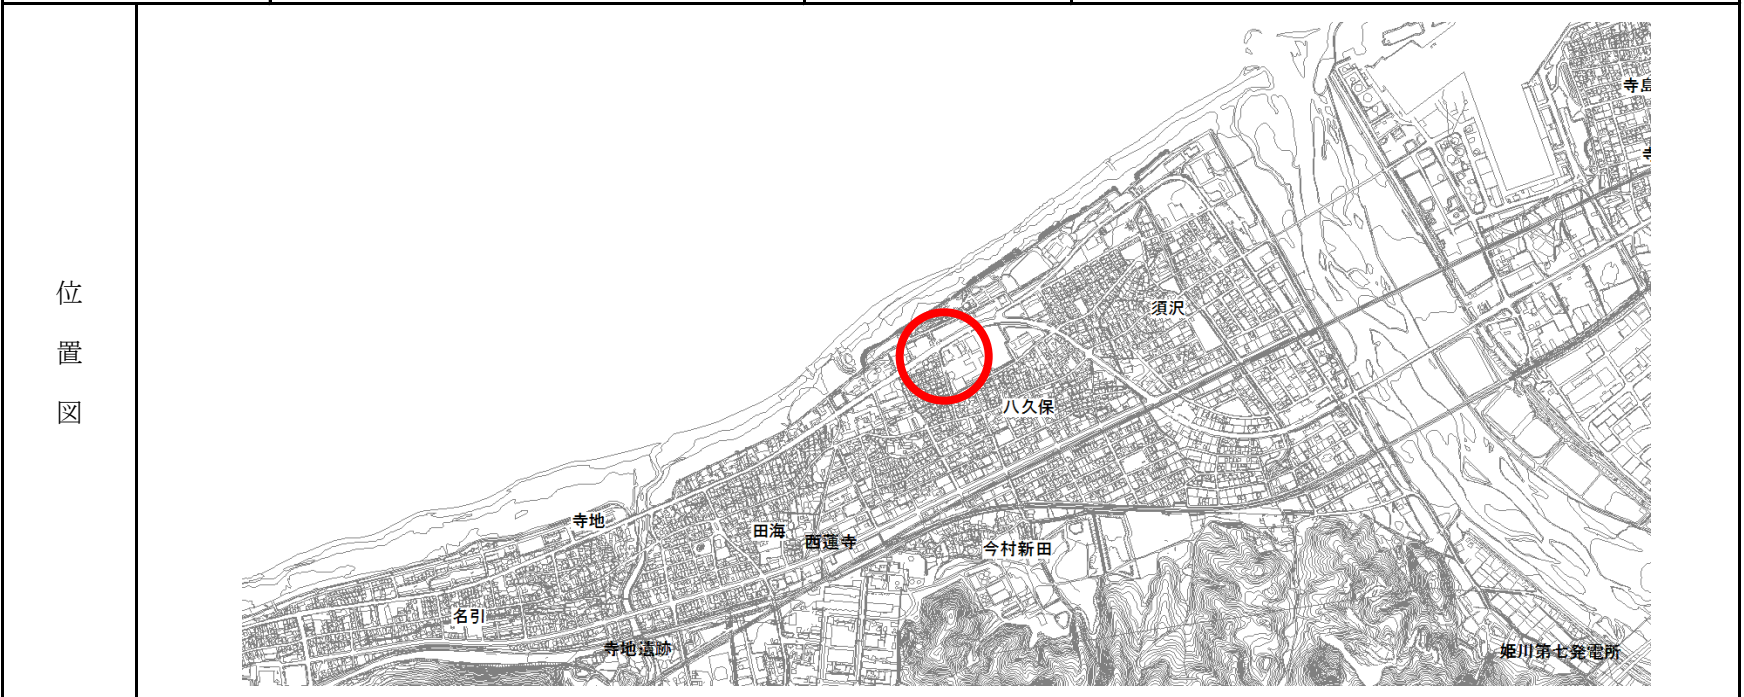 位
置
図
寺島
寺
須沢
八久保
寺地
田海
西蓮寺
今村新田
名引
寺地遺跡
姫川第七発電所